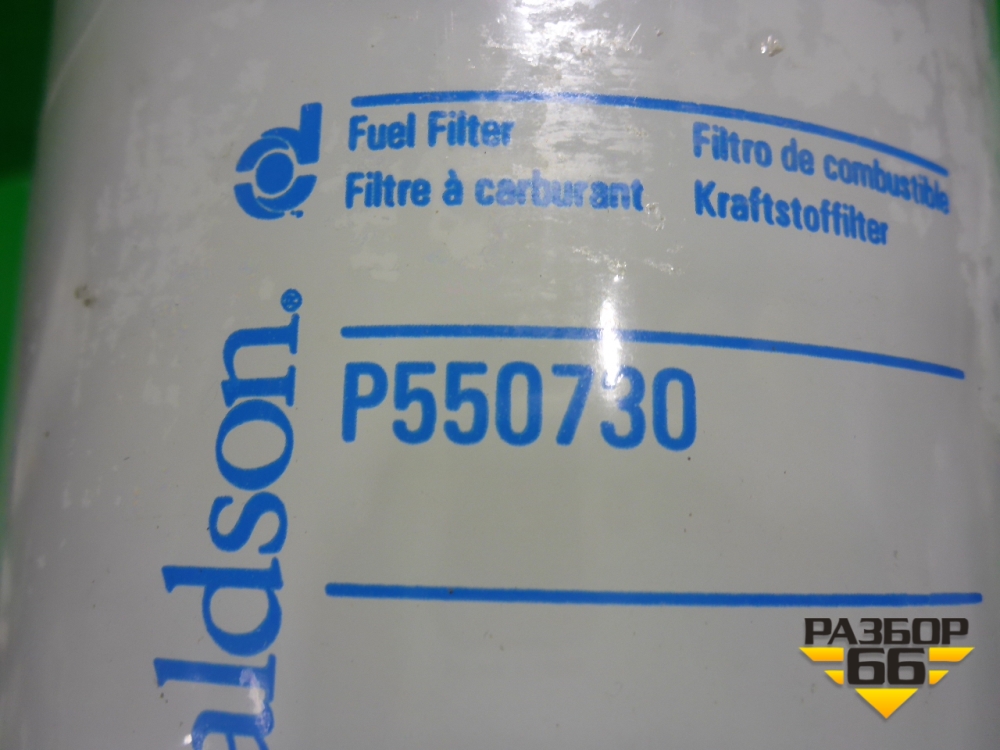 Fuel Filter
Filtre à carburant
Filtro de combustible
Kraftstoffilter
P550730
aldson.®
РАЗБОР
66